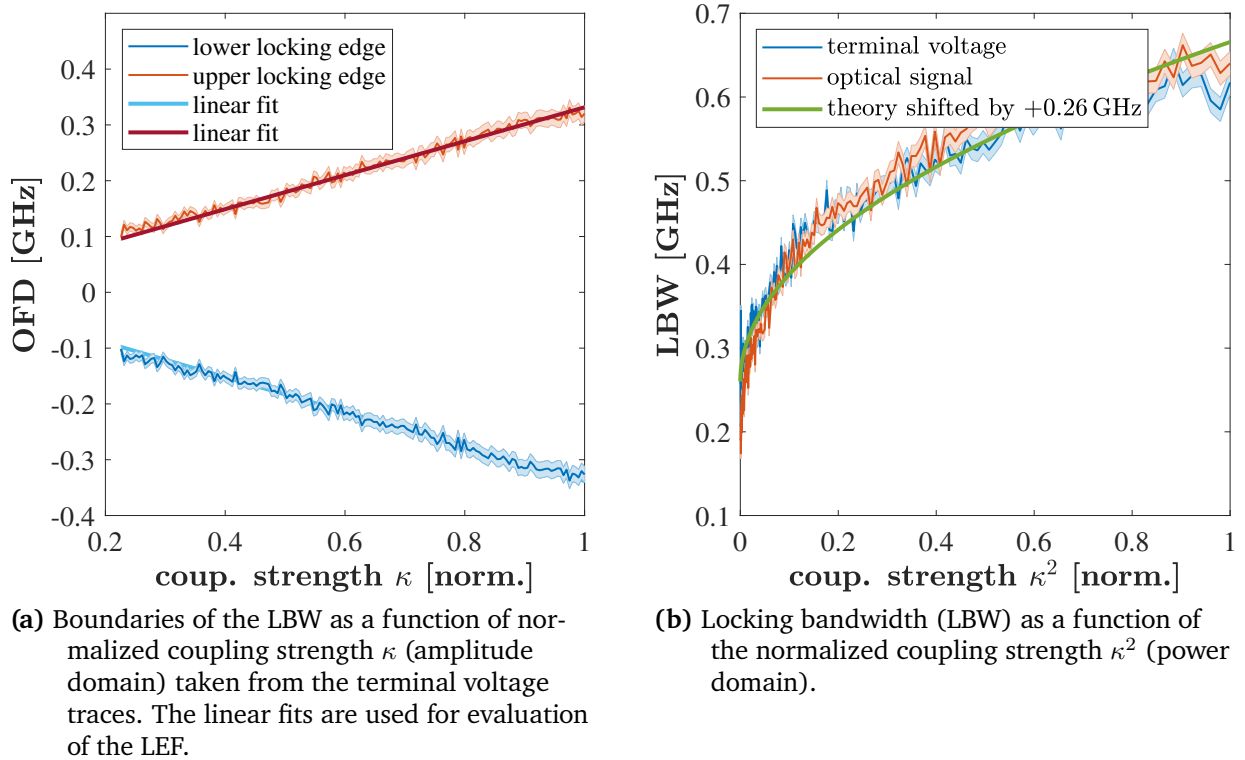 lower locking edge
upper locking edge
linear fit
linear fit
OFD [GHz]
0.4
0.3
0.2
0.1
0
-0.1
-0.2
-0.3
-0.4
0.2
0.4
0.6
0.8
1
coup. strength κ [norm.]
(a) Boundaries of the LBW as a function of nor-
malized coupling strength κ (amplitude
domain) taken from the terminal voltage
traces. The linear fits are used for evaluation
of the LEF.
terminal voltage
optical signal
theory shifted by +0.26 GHz
LBW [GHz]
0.7
0.6
0.5
0.4
0.3
0.2
0.1
0
0.2
0.4
0.6
0.8
1
coup. strength κ² [norm.]
(b) Locking bandwidth (LBW) as a function of
the normalized coupling strength κ² (power
domain).